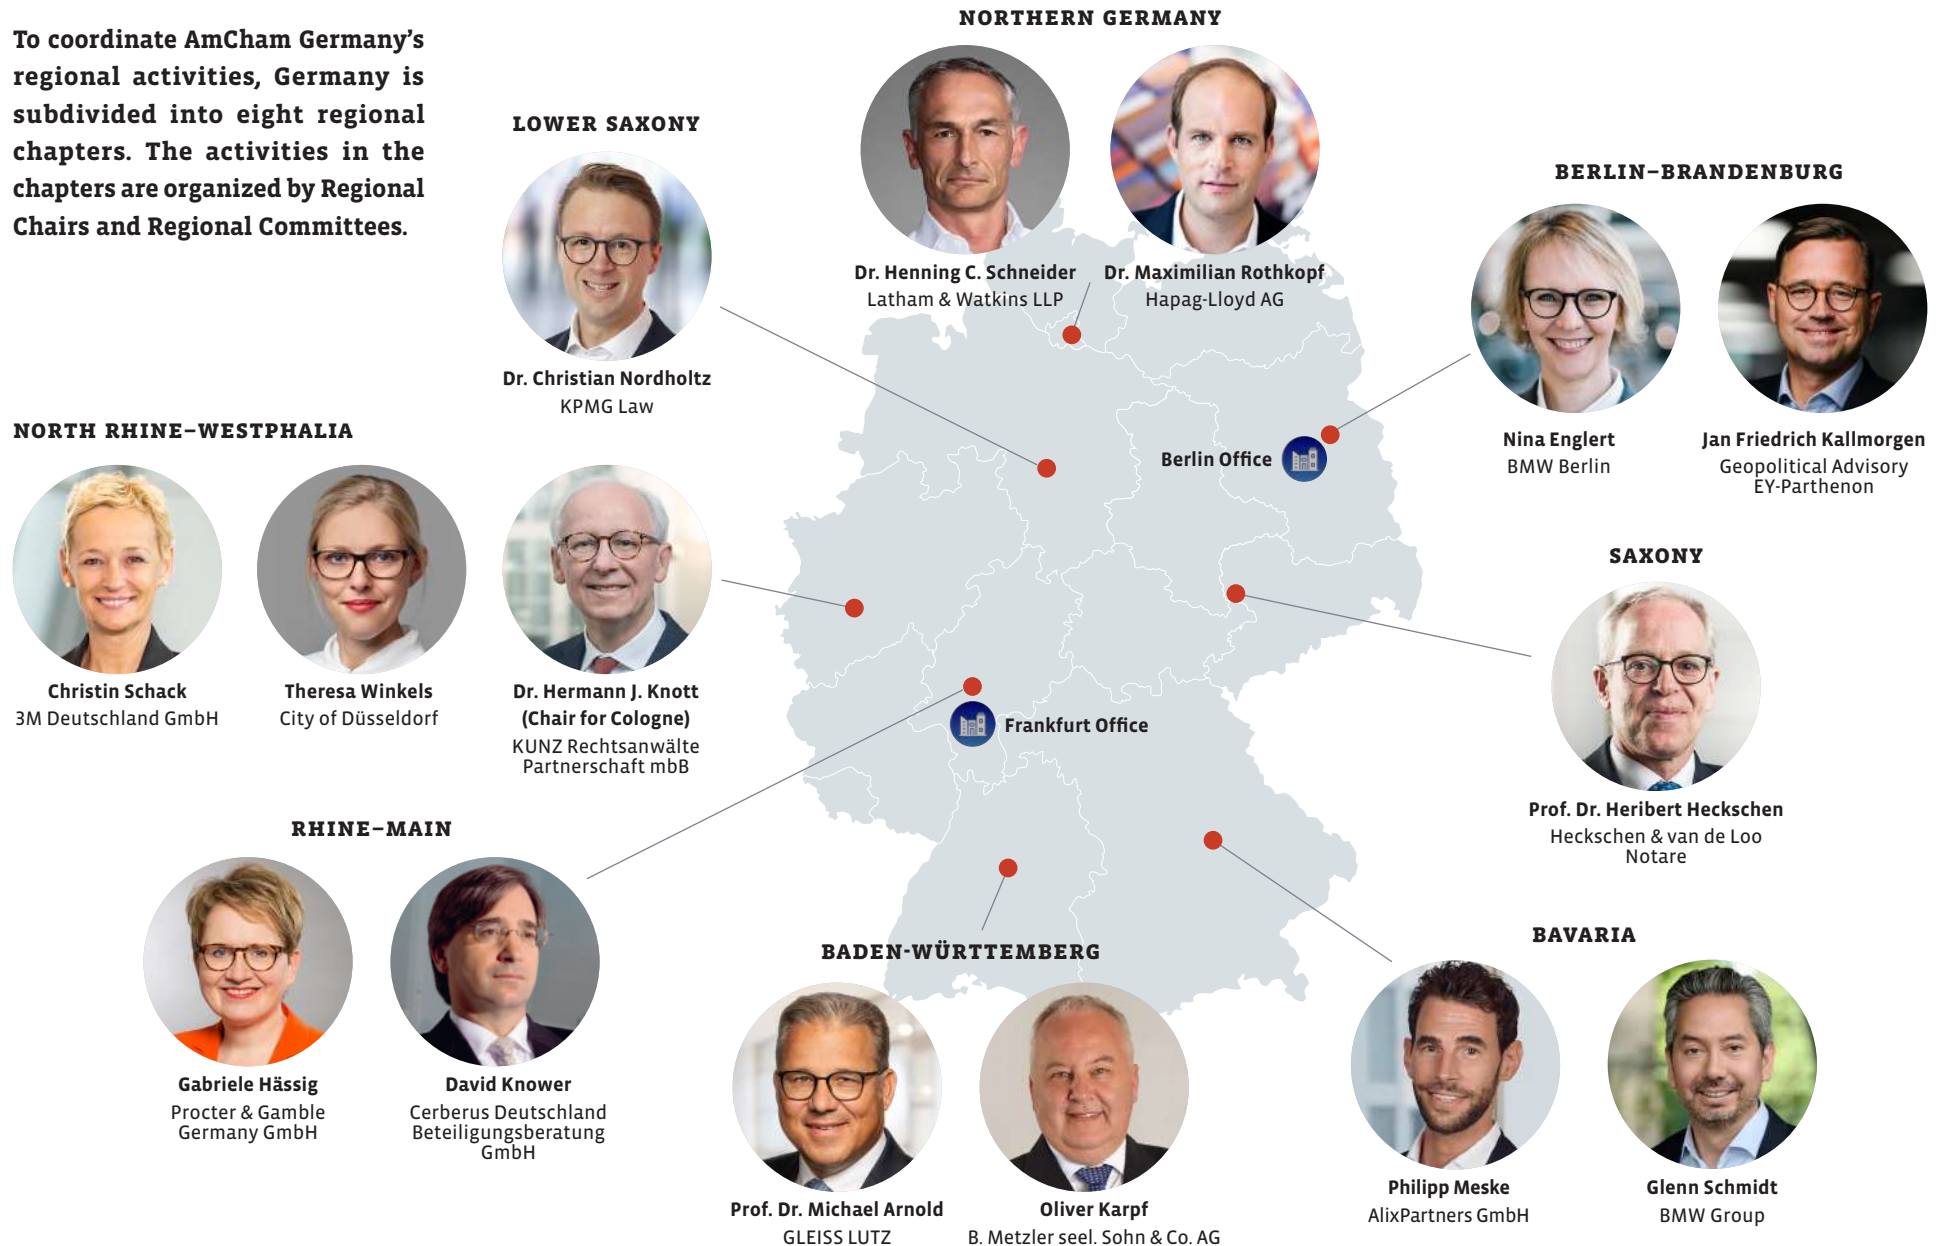 To coordinate AmCham Germany’s
regional activities, Germany is
subdivided into eight regional
chapters. The activities in the
chapters are organized by Regional
Chairs and Regional Committees.
NORTHERN GERMANY
Dr. Henning C. Schneider
Latham & Watkins LLP
Dr. Maximilian Rothkopf
Hapag-Lloyd AG
LOWER SAXONY
Dr. Christian Nordholtz
KPMG Law
BERLIN–BRANDENBURG
Nina Englert
BMW Berlin
Jan Friedrich Kallmorgen
Geopolitical Advisory
EY-Parthenon
Berlin Office
NORTH RHINE–WESTPHALIA
Christin Schack
3M Deutschland GmbH
Theresa Winkels
City of Düsseldorf
Dr. Hermann J. Knott
(Chair for Cologne)
KUNZ Rechtsanwälte
Partnerschaft mbB
SAXONY
Prof. Dr. Heribert Heckschen
Heckschen & van de Loo
Notare
Frankfurt Office
RHINE–MAIN
Gabriele Hässig
Procter & Gamble
Germany GmbH
David Knower
Cerberus Deutschland
Beteiligungsberatung
GmbH
BADEN-WÜRTTEMBERG
Prof. Dr. Michael Arnold
GLEISS LUTZ
Oliver Karpf
B. Metzler seel. Sohn & Co. AG
BAVARIA
Philipp Meske
AlixPartners GmbH
Glenn Schmidt
BMW Group